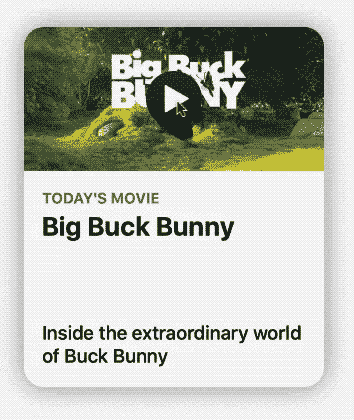 Big Buck
BUNNY
TODAY'S MOVIE
Big Buck Bunny
Inside the extraordinary world
of Buck Bunny